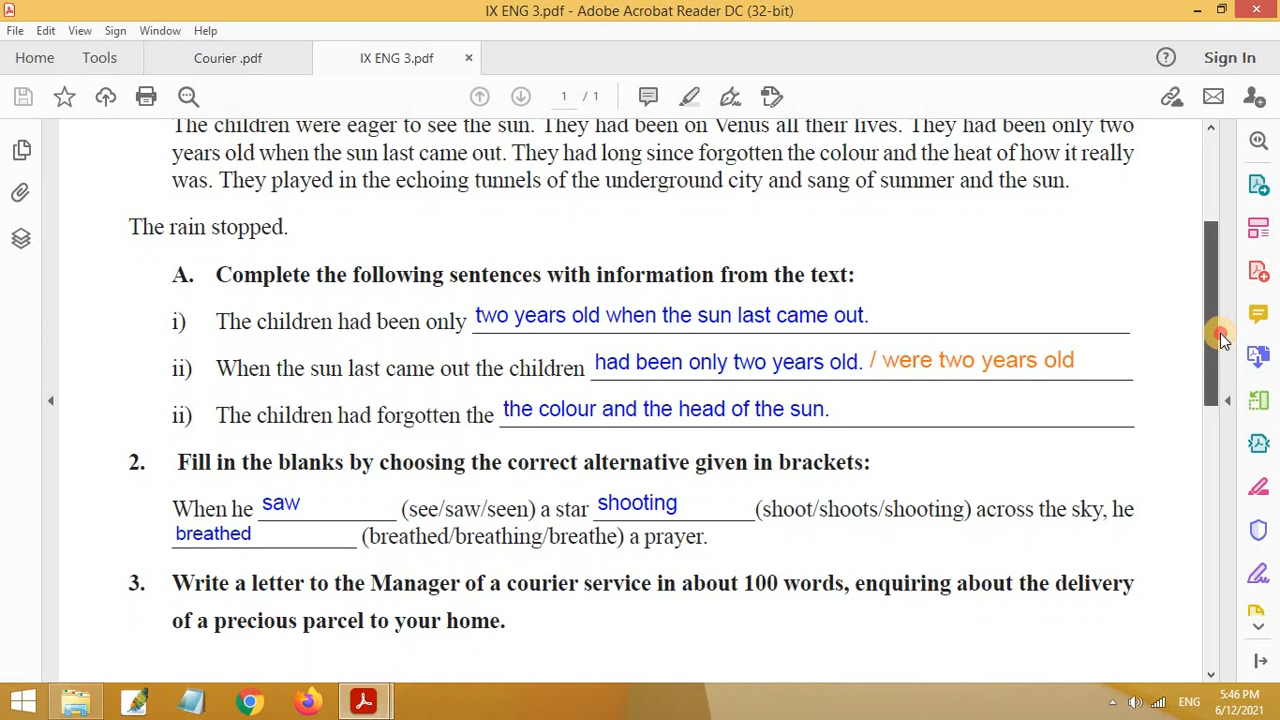 IX ENG 3.pdf - Adobe Acrobat Reader DC (32-bit)
File Edit View Sign Window Help
Home Tools Courier .pdf IX ENG 3.pdf × Sign In
1 / 1
The children were eager to see the sun. They had been on Venus all their lives. They had been only two
years old when the sun last came out. They had long since forgotten the colour and the heat of how it really
was. They played in the echoing tunnels of the underground city and sang of summer and the sun.
The rain stopped.
A. Complete the following sentences with information from the text:
i) The children had been only two years old when the sun last came out.
ii) When the sun last came out the children had been only two years old. / were two years old
ii) The children had forgotten the the colour and the head of the sun.
2. Fill in the blanks by choosing the correct alternative given in brackets:
When he saw (see/saw/seen) a star shooting (shoot/shoots/shooting) across the sky, he
breathed (breathed/breathing/breathe) a prayer.
3. Write a letter to the Manager of a courier service in about 100 words, enquiring about the delivery
of a precious parcel to your home.
ENG
5:46 PM
6/12/2021